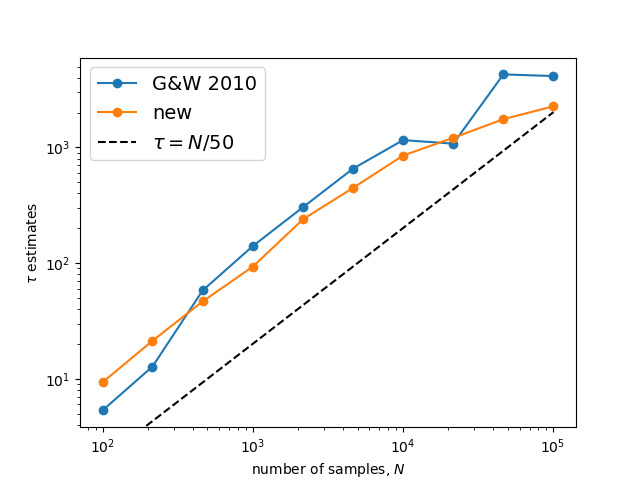 G&W 2010
new
τ = N/50
10³
10²
10¹
τ estimates
10² 10³ 10⁴ 10⁵
number of samples, N